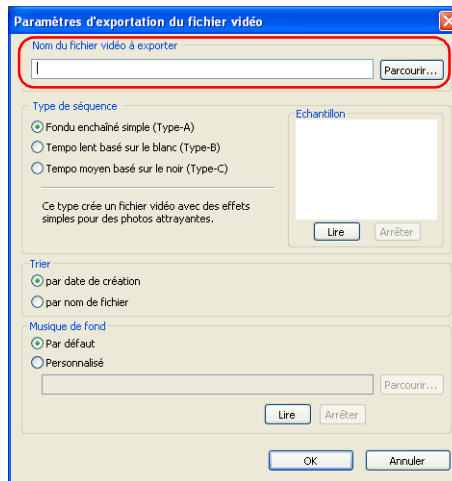 Paramètres d'exportation du fichier vidéo
Nom du fichier vidéo à exporter
Parcourir...
Type de séquence
Fondu enchaîné simple (Type-A)
Tempo lent basé sur le blanc (Type-B)
Tempo moyen basé sur le noir (Type-C)
Ce type crée un fichier vidéo avec des effets
simples pour des photos attrayantes.
Echantillon
Lire
Arrêter
Trier
par date de création
par nom de fichier
Musique de fond
Par défaut
Personnalisé
Parcourir...
Lire
Arrêter
OK
Annuler